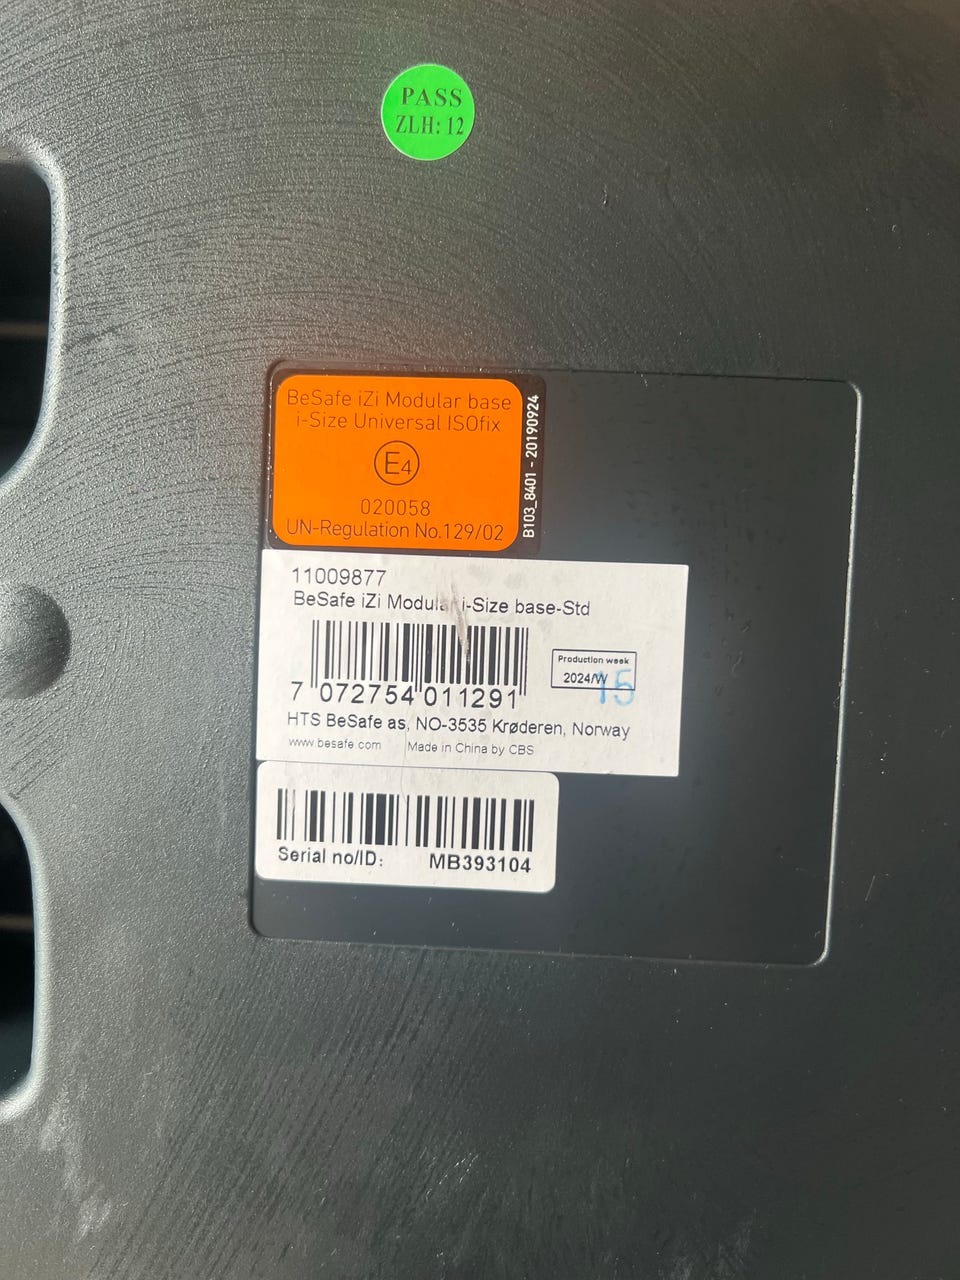 PASS
ZLH: 12
BeSafe iZi Modular base
i-Size Universal ISOfix
E4
020058
UN-Regulation No.129/02
B103_8401 - 20190924
11009877
BeSafe iZi Modular i-Size base-Std
7 072754 011291
Production week
2024/W 15
HTS BeSafe as, NO-3535 Krøderen, Norway
www.besafe.com Made in China by CBS
Serial no/ID: MB393104